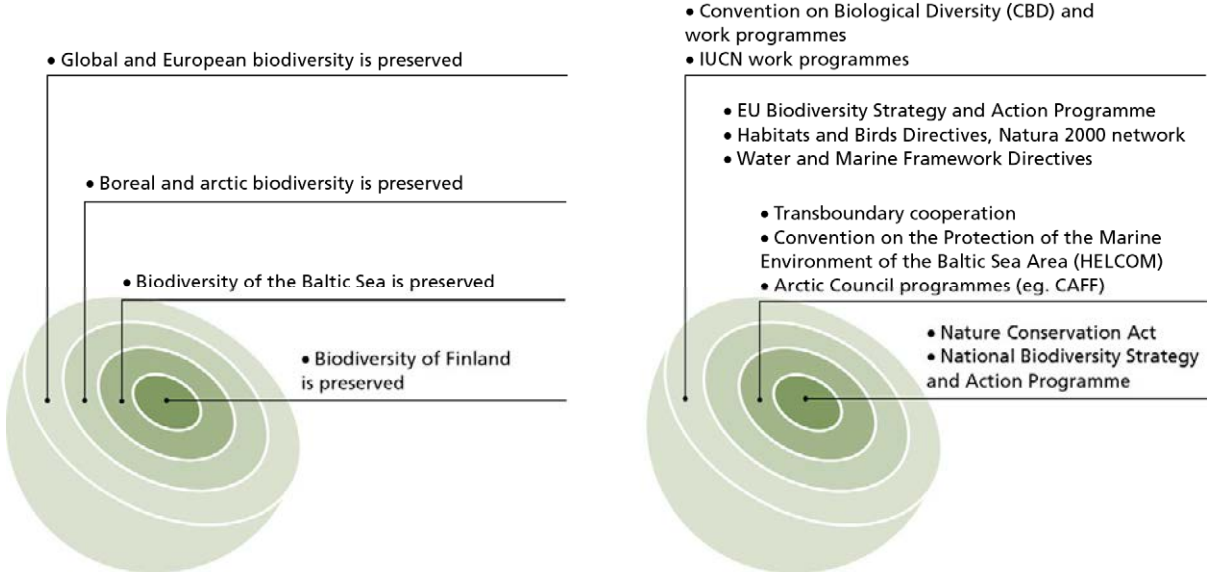 • Global and European biodiversity is preserved
• Boreal and arctic biodiversity is preserved
• Biodiversity of the Baltic Sea is preserved
• Biodiversity of Finland
is preserved
• Convention on Biological Diversity (CBD) and
work programmes
• IUCN work programmes
• EU Biodiversity Strategy and Action Programme
• Habitats and Birds Directives, Natura 2000 network
• Water and Marine Framework Directives
• Transboundary cooperation
• Convention on the Protection of the Marine
Environment of the Baltic Sea Area (HELCOM)
• Arctic Council programmes (eg. CAFF)
• Nature Conservation Act
• National Biodiversity Strategy
and Action Programme